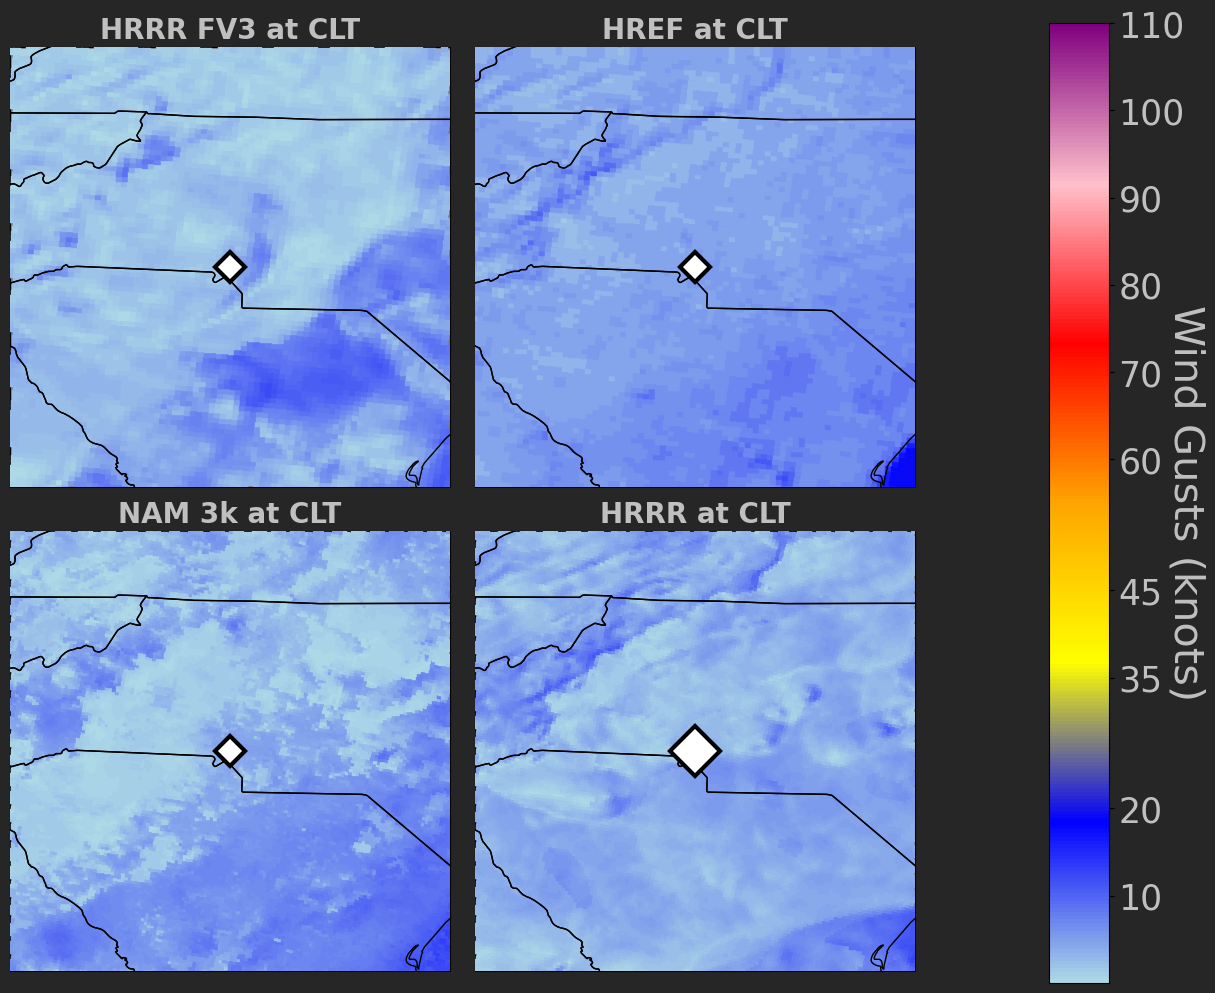 HRRR FV3 at CLT
HREF at CLT
NAM 3k at CLT
HRRR at CLT
110
100
90
80
70
60
45
35
20
10
Wind Gusts (knots)